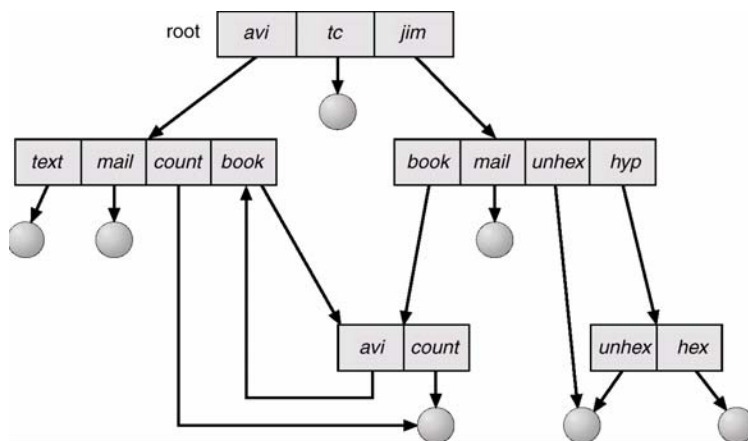 root avi tc jim
text mail count book
book mail unhex hyp
avi count
unhex hex